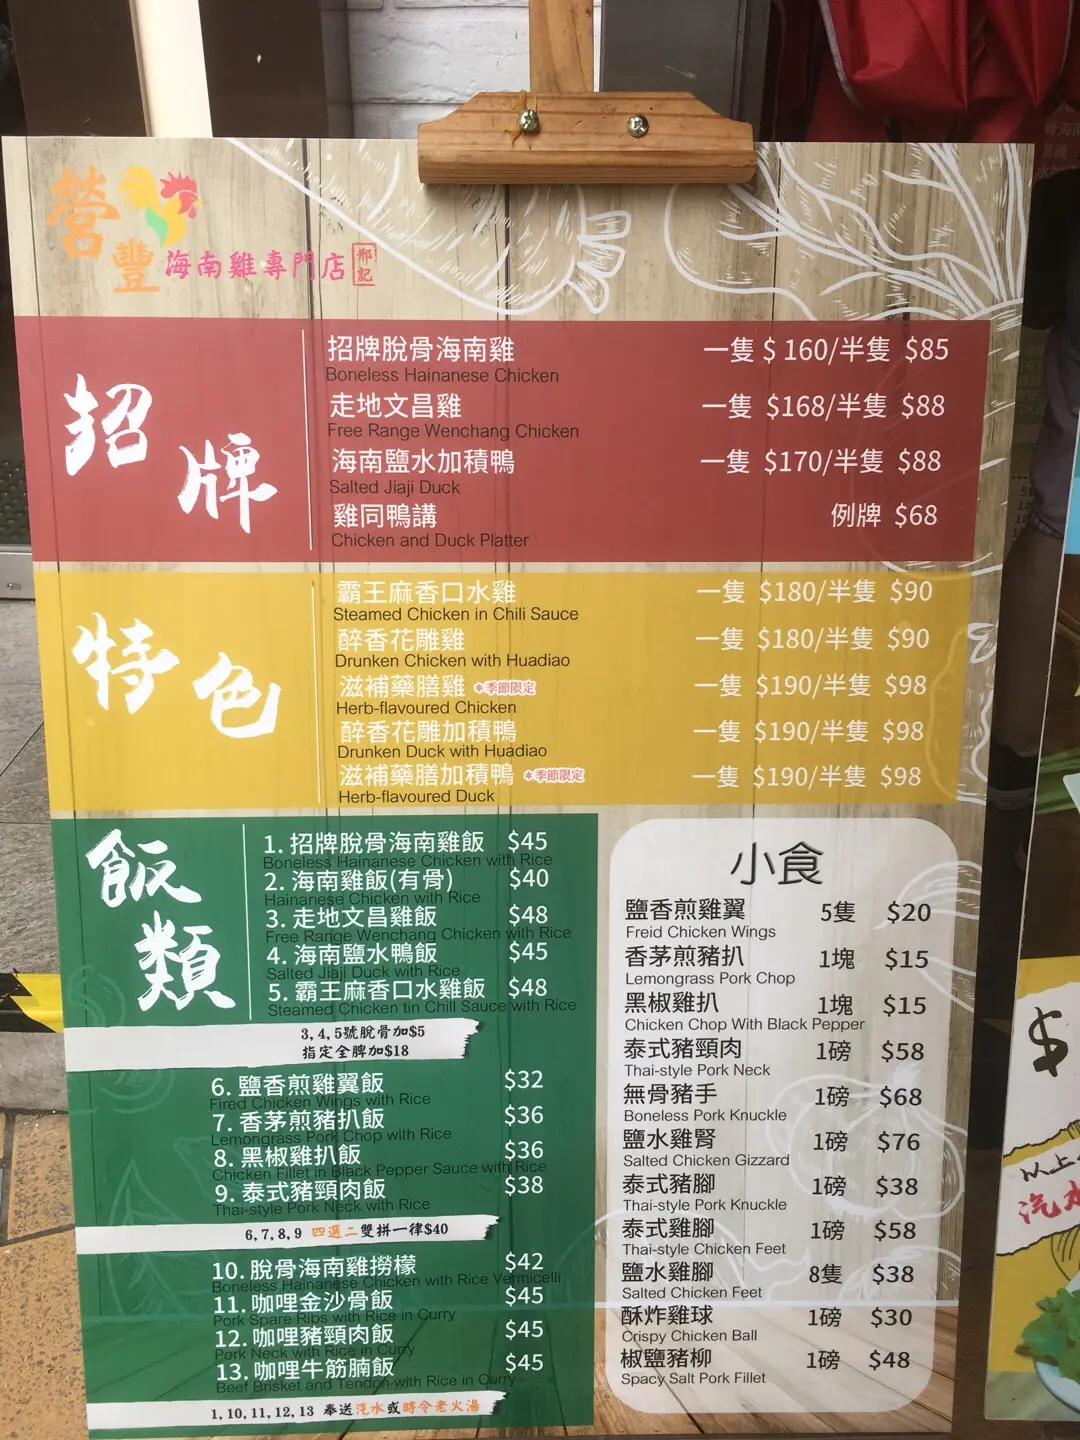 營豐
海南雞專門店
招牌
招牌脫骨海南雞 一隻 $ 160/半隻 $85
Boneless Hainanese Chicken
走地文昌雞 一隻 $168/半隻 $88
Free Range Wenchang Chicken
海南鹽水加積鴨 一隻 $170/半隻 $88
Salted Jiaji Duck
雞同鴨講 例牌 $68
Chicken and Duck Platter
特色
霸王麻香口水雞 一隻 $180/半隻 $90
Steamed Chicken in Chili Sauce
醉香花雕雞 一隻 $180/半隻 $90
Drunken Chicken with Huadiao
滋補藥膳雞 *季節限定 一隻 $190/半隻 $98
Herb-flavoured Chicken
醉香花雕加積鴨 一隻 $190/半隻 $98
Drunken Duck with Huadiao
滋補藥膳加積鴨 *季節限定 一隻 $190/半隻 $98
Herb-flavoured Duck
飯類
1. 招牌脫骨海南雞飯 $45
Boneless Hainanese Chicken with Rice
2. 海南雞飯(有骨) $40
Hainanese Chicken with Rice
3. 走地文昌雞飯 $48
Free Range Wenchang Chicken with Rice
4. 海南鹽水鴨飯 $45
Salted Jiaji Duck with Rice
5. 霸王麻香口水雞飯 $48
Steamed Chicken tin Chill Sauce with Rice
3, 4, 5號脫骨加$5
指定全髀加$18
6. 鹽香煎雞翼飯 $32
Fired Chicken Wings with Rice
7. 香茅煎豬扒飯 $36
Lemongrass Pork Chop with Rice
8. 黑椒雞扒飯 $36
Chicken Fillet in Black Pepper Sauce with Rice
9. 泰式豬頸肉飯 $38
Thai-style Pork Neck with Rice
6, 7, 8, 9 四選二雙拼一律$40
10. 脫骨海南雞撈檬 $42
Boneless Hainanese Chicken with Rice Vermicelli
11. 咖哩金沙骨飯 $45
Pork Spare Ribs with Rice in Curry
12. 咖哩豬頸肉飯 $45
Pork Neck with Rice in Curry
13. 咖哩牛筋腩飯 $45
Beef Brisket and Tendon with Rice in Curry
1, 10, 11, 12, 13 奉送汽水或時令老火湯
小食
鹽香煎雞翼 5隻 $20
Freid Chicken Wings
香茅煎豬扒 1塊 $15
Lemongrass Pork Chop
黑椒雞扒 1塊 $15
Chicken Chop With Black Pepper
泰式豬頸肉 1磅 $58
Thai-style Pork Neck
無骨豬手 1磅 $68
Boneless Pork Knuckle
鹽水雞腎 1磅 $76
Salted Chicken Gizzard
泰式豬腳 1磅 $38
Thai-style Pork Knuckle
泰式雞腳 1磅 $58
Thai-style Chicken Feet
鹽水雞腳 8隻 $38
Salted Chicken Feet
酥炸雞球 1磅 $30
Crispy Chicken Ball
椒鹽豬柳 1磅 $48
Spacy Salt Pork Fillet
$
以上
汽水